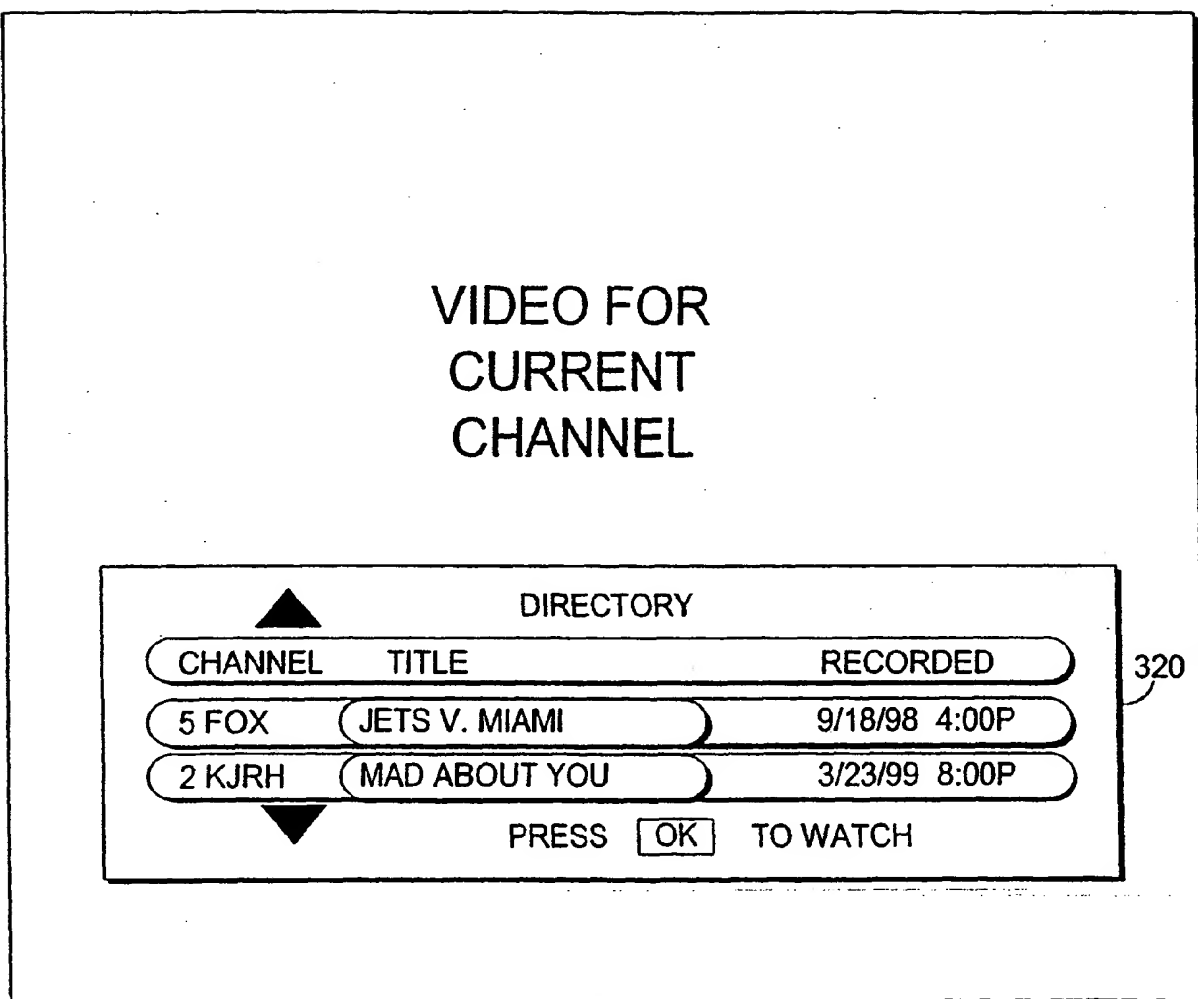 VIDEO FOR
CURRENT
CHANNEL
DIRECTORY
CHANNEL TITLE RECORDED
320
5 FOX JETS V. MIAMI 9/18/98 4:00P
2 KJRH MAD ABOUT YOU 3/23/99 8:00P
PRESS OK TO WATCH